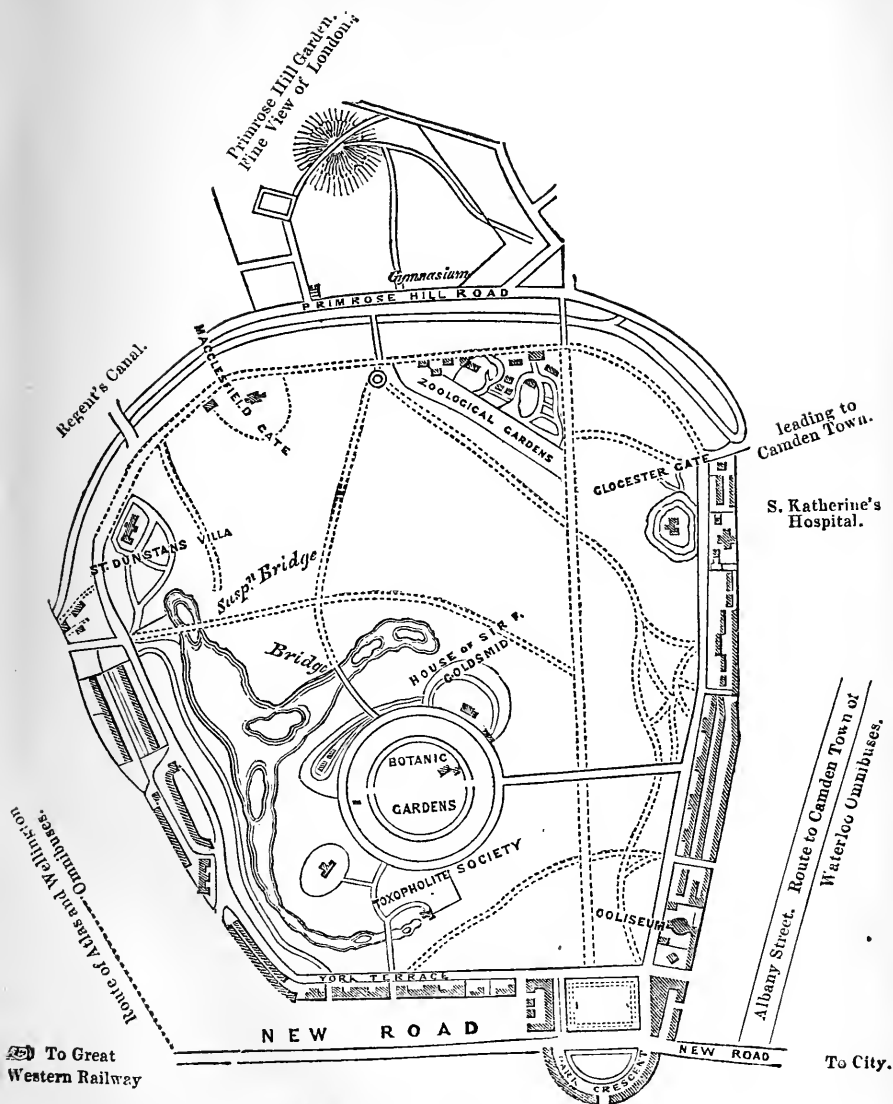 Primrose Hill Garden.
Fine View of London.
Gymnasium
PRIMROSE HILL ROAD
Regent's Canal.
MACCLESFIELD GATE
ZOOLOGICAL GARDENS
leading to
Camden Town.
GLOCESTER GATE
S. Katherine's
Hospital.
ST. DUNSTANS VILLA
Suspn. Bridge
Bridge
HOUSE OF SIR F.
GOLDSMID
BOTANIC
GARDENS
TOXOPHOLITE SOCIETY
COLISEUM
Route of Atlas and Wellington
Omnibuses.
Albany Street. Route to Camden Town of
Waterloo Omnibuses.
YORK TERRACE
NEW ROAD
To Great
Western Railway
PARK CRESCENT
NEW ROAD
To City.